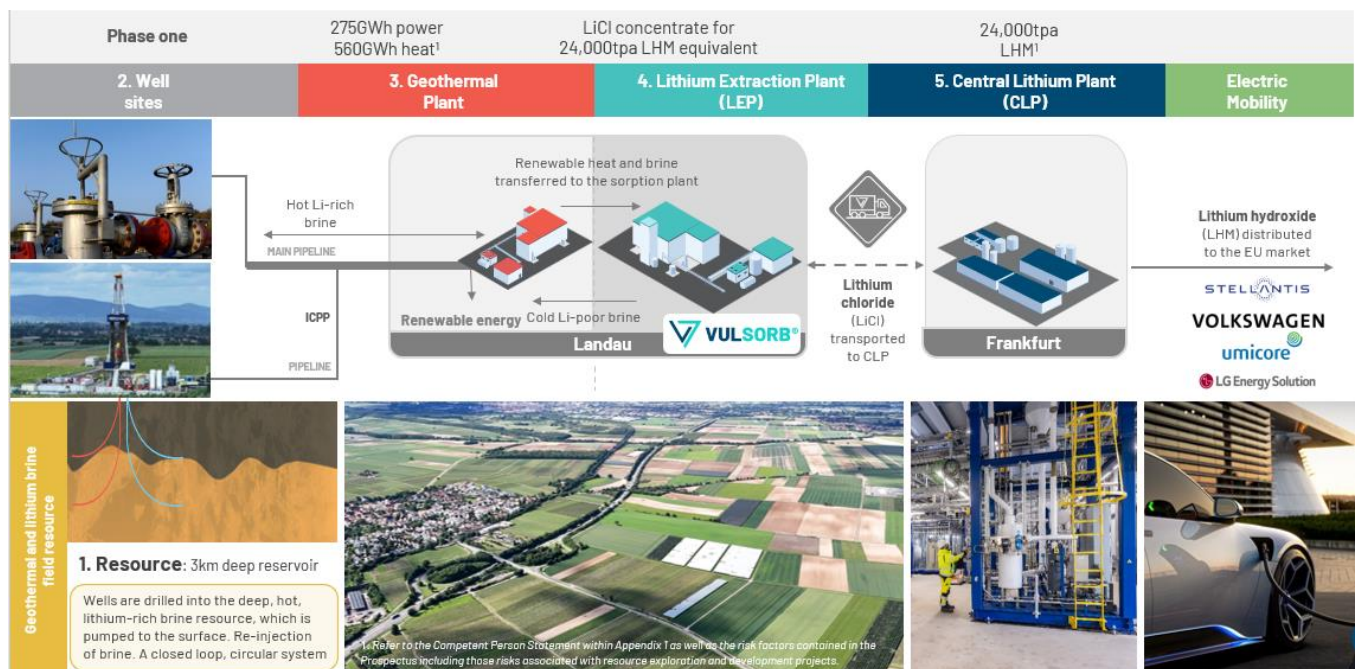 Phase one
275GWh power
560GWh heat¹
LiCl concentrate for
24,000tpa LHM equivalent
24,000tpa
LHM¹
2. Well
sites
3. Geothermal
Plant
4. Lithium Extraction Plant
(LEP)
5. Central Lithium Plant
(CLP)
Electric
Mobility
Renewable heat and brine
transferred to the sorption plant
Hot Li-rich
brine
MAIN PIPELINE
ICPP
PIPELINE
Renewable energy
Cold Li-poor brine
VULSORB®
Landau
Lithium
chloride
(LiCl)
transported
to CLP
Frankfurt
Lithium hydroxide
(LHM) distributed
to the EU market
STELLANTIS
VOLKSWAGEN
umicore
LG Energy Solution
Geothermal and lithium brine
field resource
1. Resource: 3km deep reservoir
Wells are drilled into the deep, hot,
lithium-rich brine resource, which is
pumped to the surface. Re-injection
of brine. A closed loop, circular system
1. Refer to the Competent Person Statement within Appendix 1 as well as the risk factors contained in the
Prospectus including those risks associated with resource exploration and development projects.